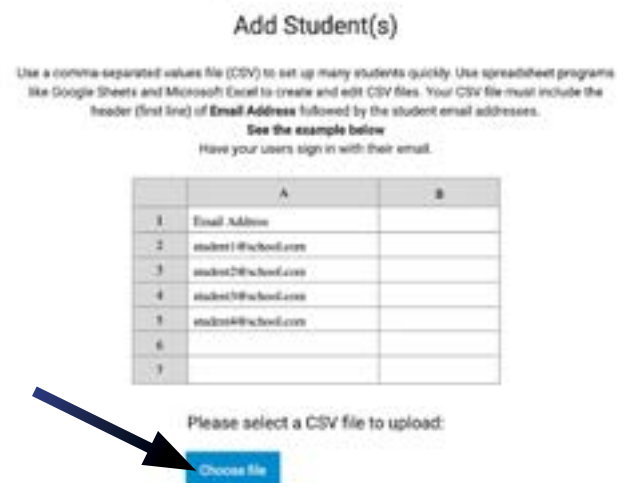 Add Student(s)
Use a comma-separated values file (CSV) to set up many students quickly. Use spreadsheet programs
like Google Sheets and Microsoft Excel to create and edit CSV files. Your CSV file must include the
header (first line) of Email Address followed by the student email addresses.
See the example below
Have your users sign in with their email.
A B
1 Email Address
2 student1@school.com
3 student2@school.com
4 student3@school.com
5 student4@school.com
6
7
Please select a CSV file to upload:
Choose file